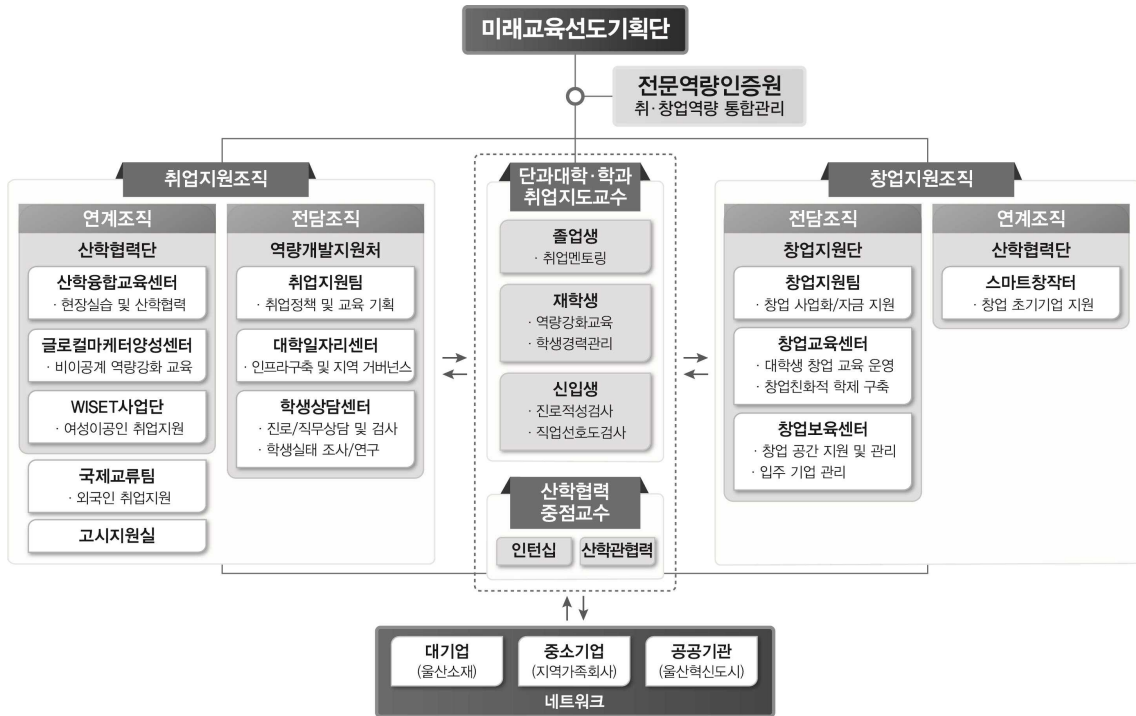 미래교육선도기획단
전문역량인증원
취·창업역량 통합관리
취업지원조직
연계조직
산학협력단
산학융합교육센터
· 현장실습 및 산학협력
글로컬마케터양성센터
· 비이공계 역량강화 교육
WISET사업단
· 여성이공인 취업지원
국제교류팀
· 외국인 취업지원
고시지원실
전담조직
역량개발지원처
취업지원팀
· 취업정책 및 교육 기획
대학일자리센터
· 인프라구축 및 지역 거버넌스
학생상담센터
· 진로/직무상담 및 검사
· 학생실태 조사/연구
단과대학·학과
취업지도교수
졸업생
· 취업멘토링
재학생
· 역량강화교육
· 학생경력관리
신입생
· 진로적성검사
· 직업선호도검사
산학협력
중점교수
인턴십
산학관협력
창업지원조직
전담조직
창업지원단
창업지원팀
· 창업 사업화/자금 지원
창업교육센터
· 대학생 창업 교육 운영
· 창업친화적 학제 구축
창업보육센터
· 창업 공간 지원 및 관리
· 입주 기업 관리
연계조직
산학협력단
스마트창작터
· 창업 초기기업 지원
대기업
(울산소재)
중소기업
(지역가족회사)
공공기관
(울산혁신도시)
네트워크